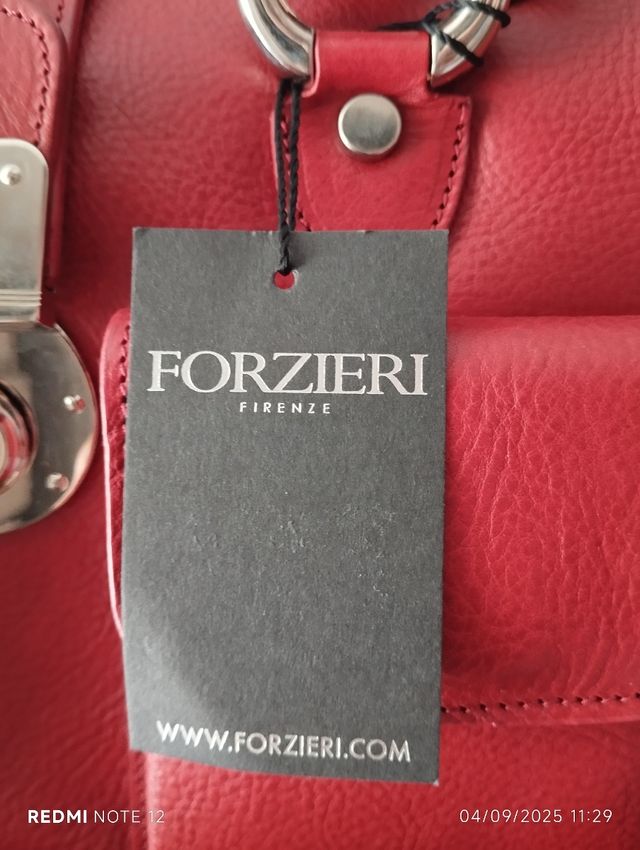 FORZIERI
FIRENZE
WWW.FORZIERI.COM
REDMI NOTE 12
04/09/2025 11:29